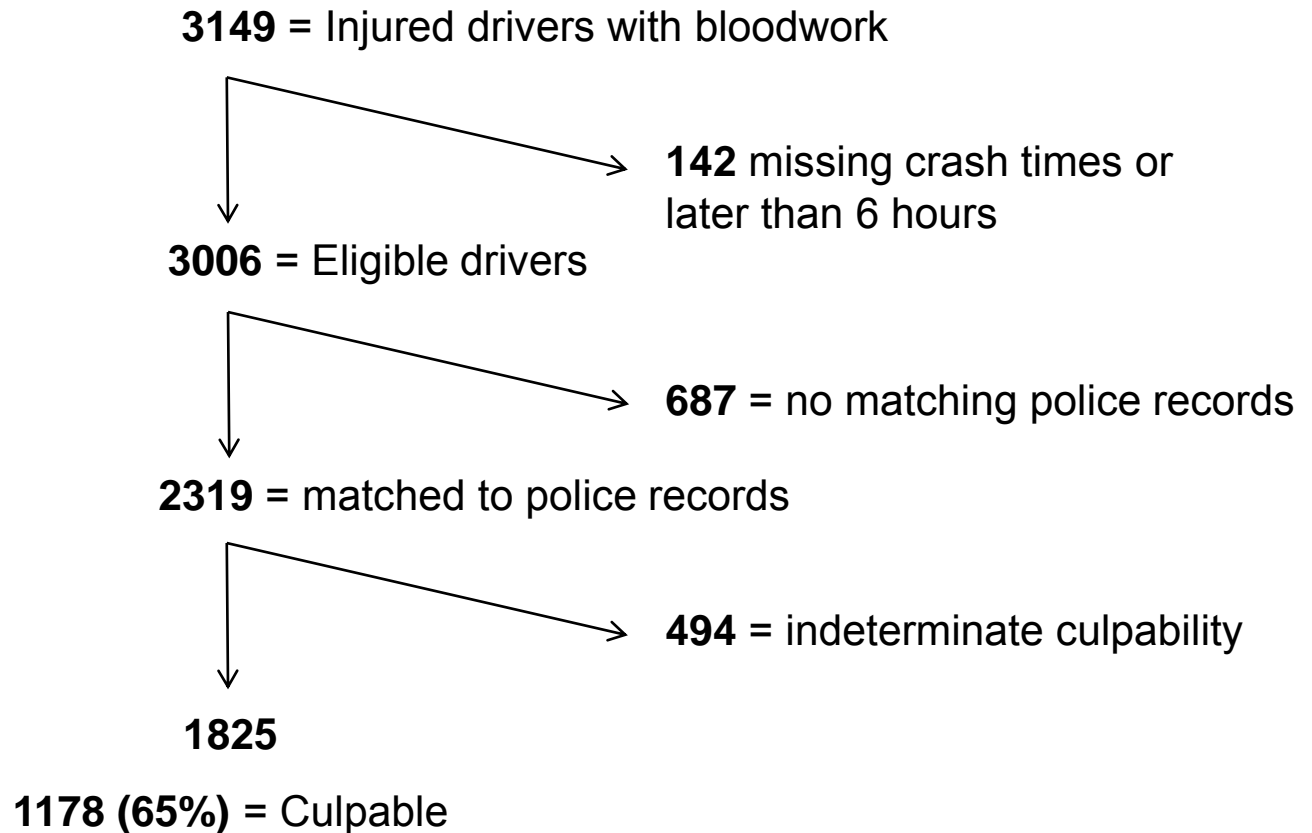 3149 = Injured drivers with bloodwork
142 missing crash times or
later than 6 hours
3006 = Eligible drivers
687 = no matching police records
2319 = matched to police records
494 = indeterminate culpability
1825
1178 (65%) = Culpable